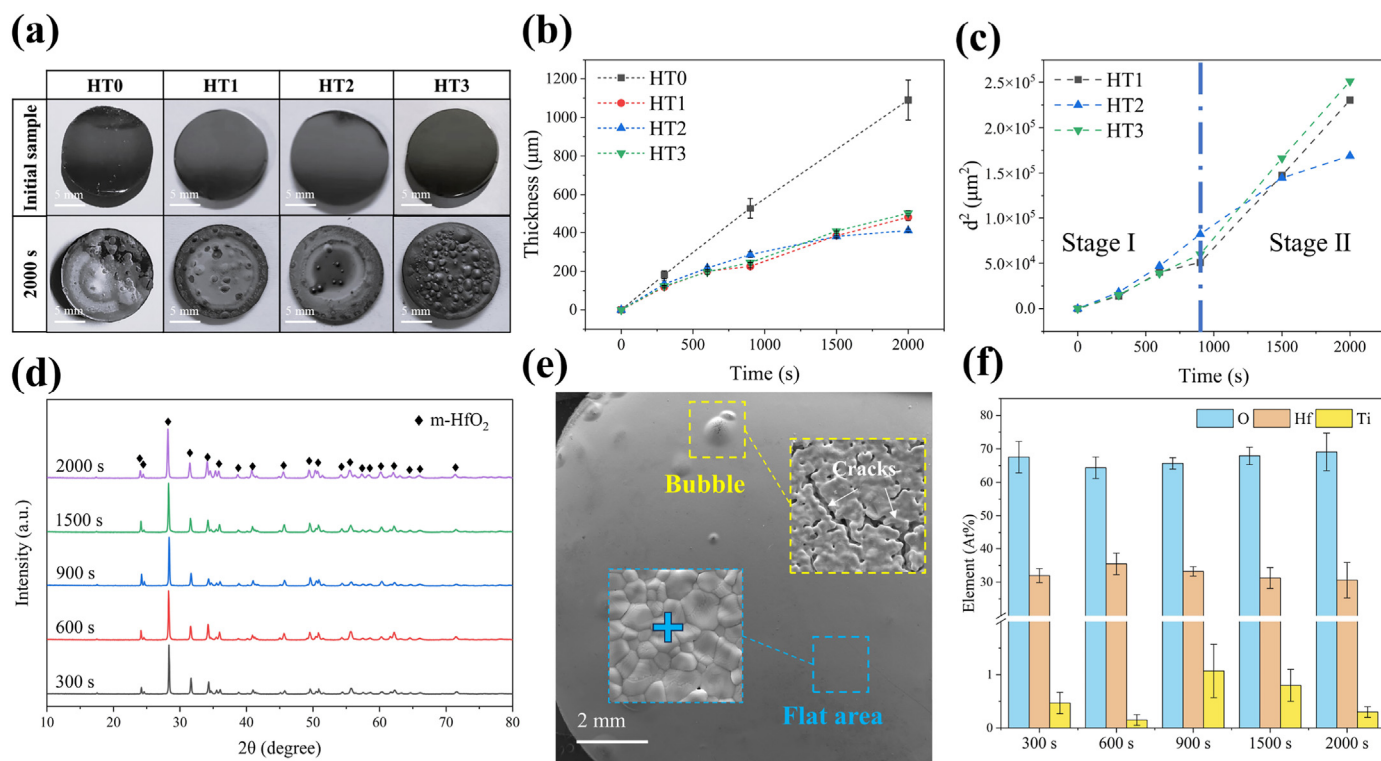 (a)
HT0 HT1 HT2 HT3
Initial sample
5 mm 5 mm 5 mm 5 mm
2000 s
5 mm 5 mm 5 mm 5 mm
(b)
HT0
HT1
HT2
HT3
1200
1000
800
600
400
200
0
Thickness (μm)
0 500 1000 1500 2000
Time (s)
(c)
HT1
HT2
HT3
2.5×10⁵
2.0×10⁵
1.5×10⁵
1.0×10⁵
5.0×10⁴
0.0
d² (μm²)
Stage I
Stage II
0 500 1000 1500 2000
Time (s)
(d)
♦ m-HfO₂
2000 s
1500 s
900 s
600 s
300 s
Intensity (a.u.)
10 20 30 40 50 60 70 80
2θ (degree)
(e)
Bubble
Cracks
Flat area
2 mm
(f)
O Hf Ti
80
70
60
50
40
30
1
0
Element (At%)
300 s 600 s 900 s 1500 s 2000 s